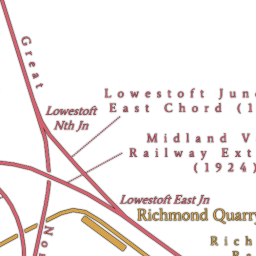 Great
Lowestoft Junc
East Chord (1
Lowestoft
Nth Jn
Midland V
Railway Ext
(1924)
Lowestoft East Jn
Richmond Quarry
Nor
Rich